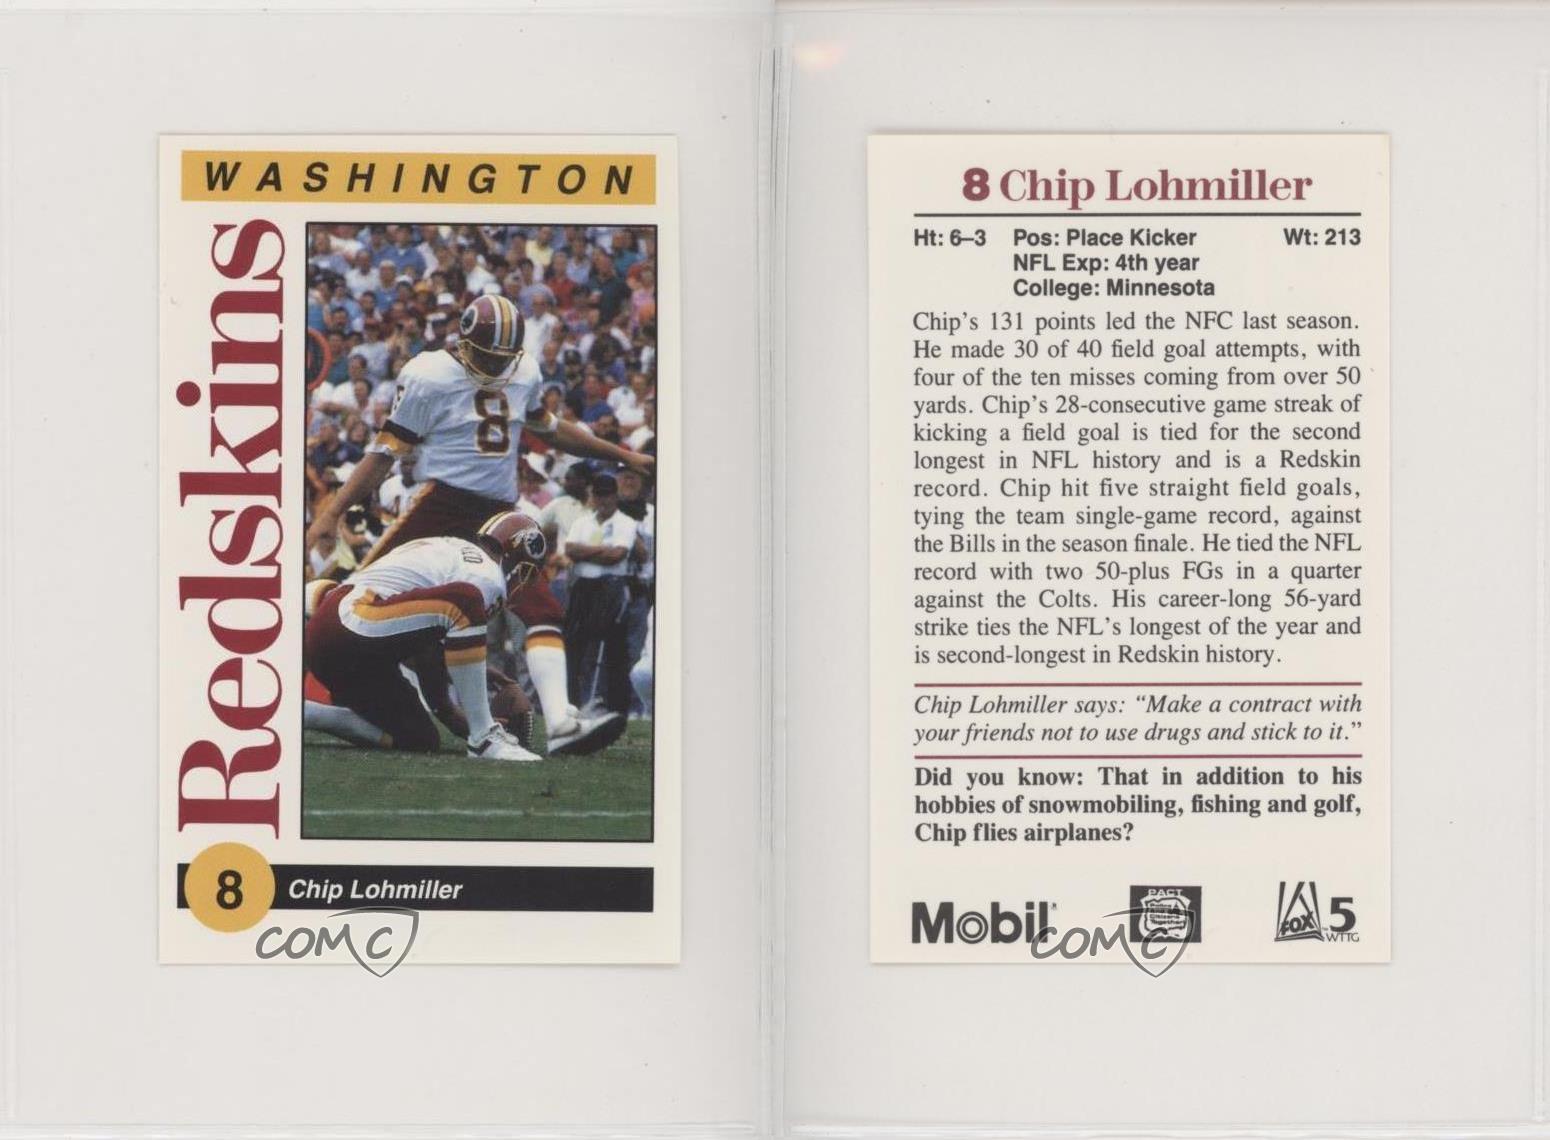 WASHINGTON
Redskins
8
8
Chip Lohmiller
COMC
8 Chip Lohmiller
Ht: 6–3 Pos: Place Kicker Wt: 213
NFL Exp: 4th year
College: Minnesota
Chip's 131 points led the NFC last season.
He made 30 of 40 field goal attempts, with
four of the ten misses coming from over 50
yards. Chip's 28-consecutive game streak of
kicking a field goal is tied for the second
longest in NFL history and is a Redskin
record. Chip hit five straight field goals,
tying the team single-game record, against
the Bills in the season finale. He tied the NFL
record with two 50-plus FGs in a quarter
against the Colts. His career-long 56-yard
strike ties the NFL's longest of the year and
is second-longest in Redskin history.
Chip Lohmiller says: “Make a contract with
your friends not to use drugs and stick to it.”
Did you know: That in addition to his
hobbies of snowmobiling, fishing and golf,
Chip flies airplanes?
Mobil
PACT
Police
and
Citizens
Together
FOX 5
WTTG
COMC